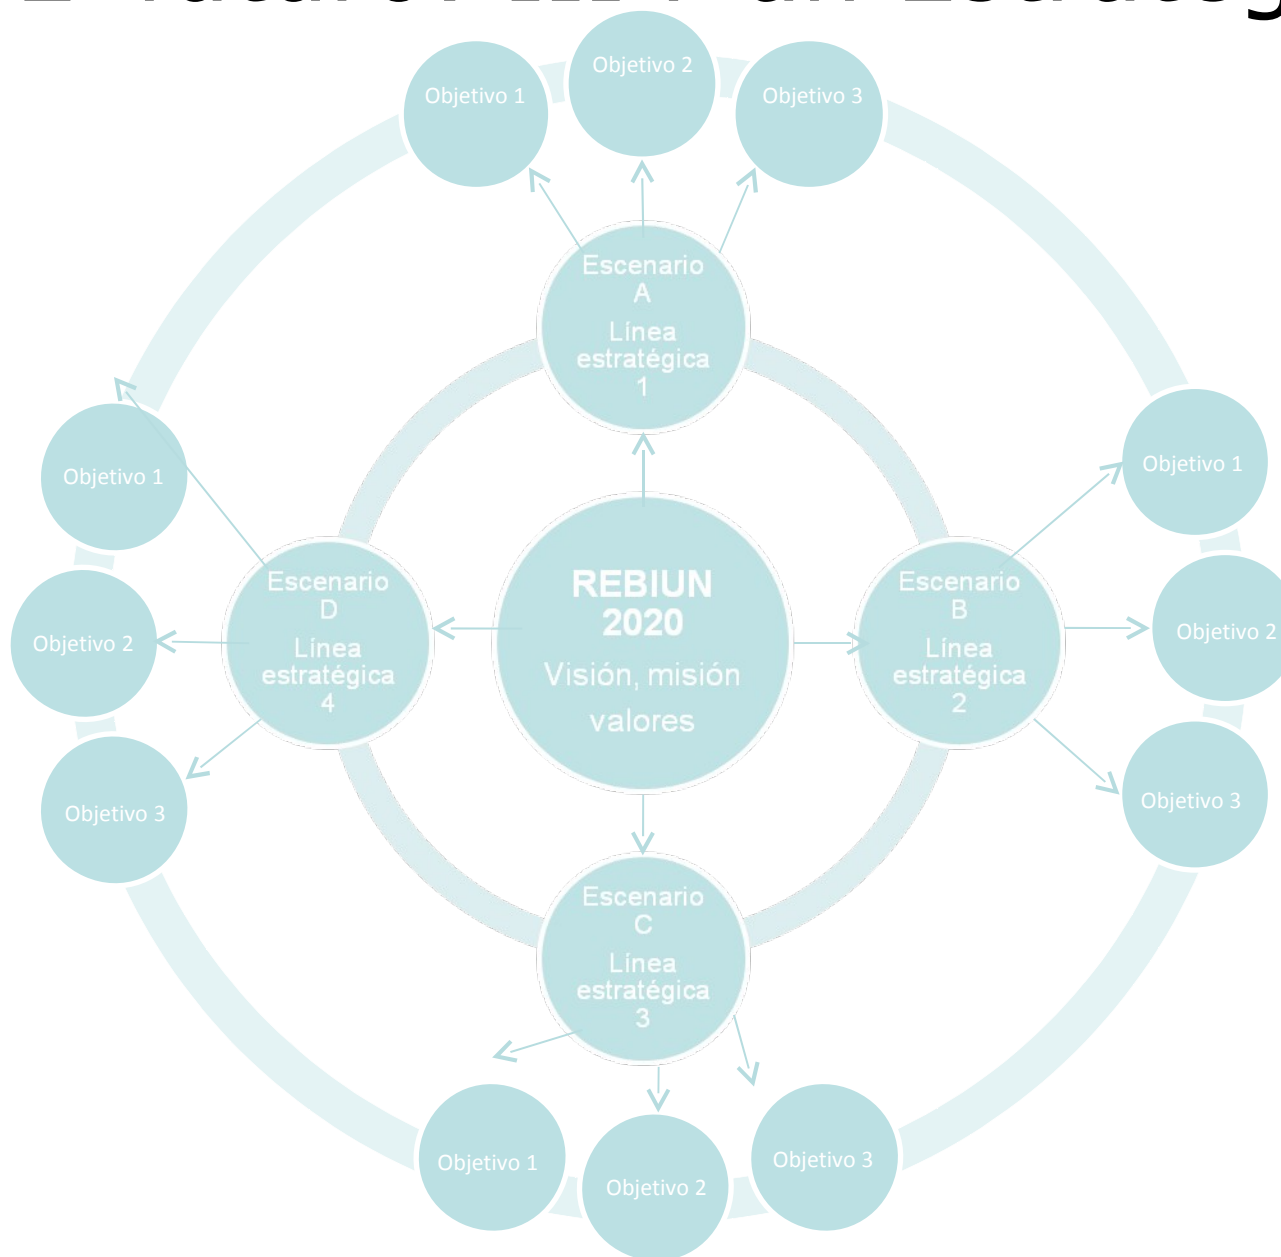 Objetivo 2
Objetivo 1
Objetivo 3
Escenario
A
Línea
estratégica
1
Objetivo 1
Objetivo 1
Escenario
D
Línea
estratégica
4
REBIUN
2020
Visión, misión
valores
Escenario
B
Línea
estratégica
2
Objetivo 2
Objetivo 2
Objetivo 3
Objetivo 3
Escenario
C
Línea
estratégica
3
Objetivo 1
Objetivo 2
Objetivo 3